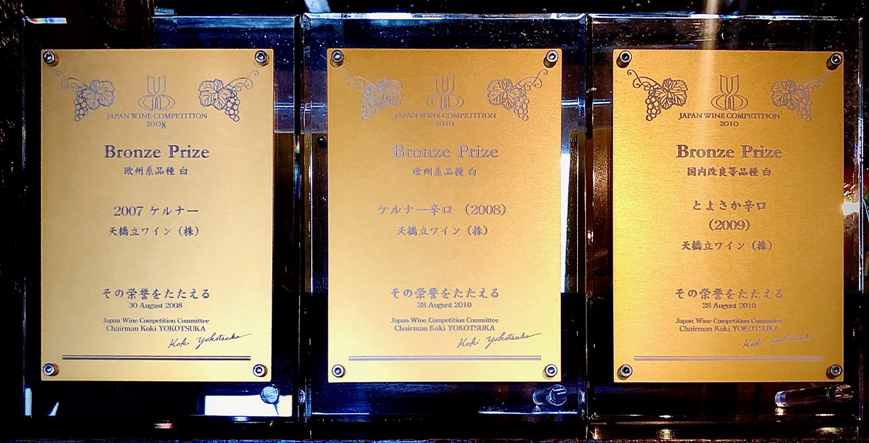 JAPAN WINE COMPETITION
2008
Bronze Prize
欧州系品種 白
2007 ケルナー
天橋立ワイン（株）
その栄誉をたたえる
30 August 2008
Japan Wine Competition Committee
Chairman Koki YOKOTSUKA
Koki Yokotsuka
JAPAN WINE COMPETITION
2010
Bronze Prize
欧州系品種 白
ケルナー辛口（2008）
天橋立ワイン（株）
その栄誉をたたえる
28 August 2010
Japan Wine Competition Committee
Chairman Koki YOKOTSUKA
Koki Yokotsuka
JAPAN WINE COMPETITION
2010
Bronze Prize
国内改良等品種 白
とよさか辛口
（2009）
天橋立ワイン（株）
その栄誉をたたえる
28 August 2010
Japan Wine Competition Committee
Chairman Koki YOKOTSUKA
Koki Yokotsuka